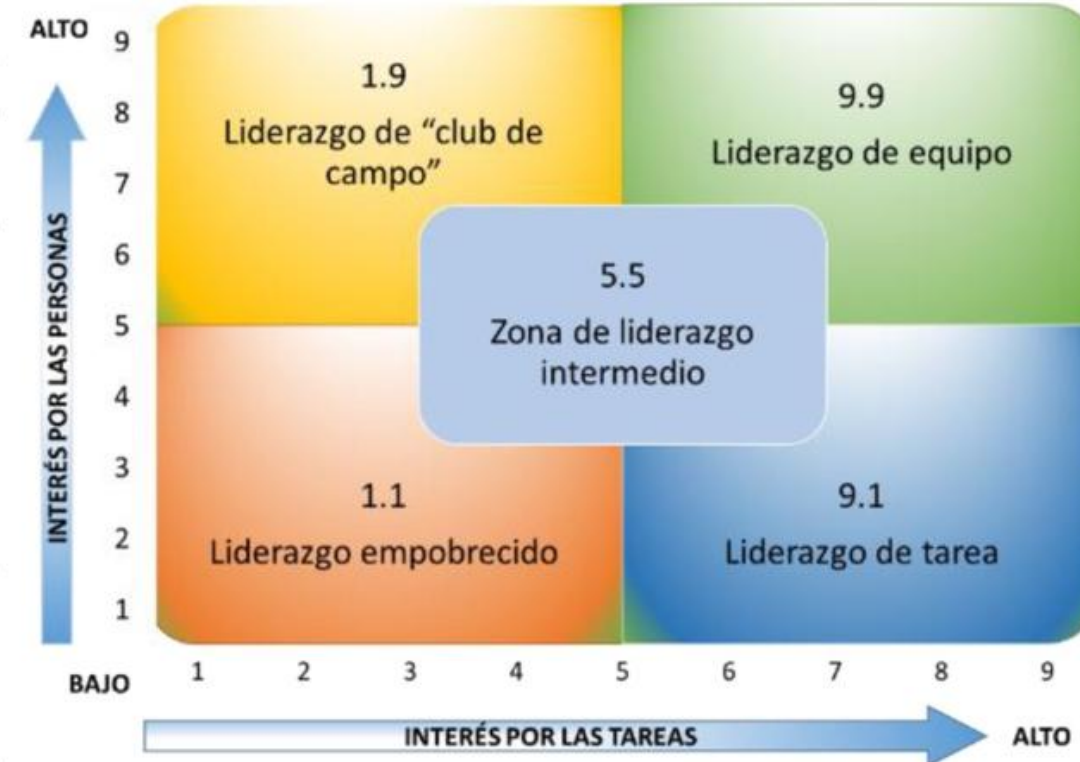 ALTO
9
8
7
6
5
4
3
2
1
BAJO
INTERÉS POR LAS PERSONAS
1.9
Liderazgo de “club de
campo”
9.9
Liderazgo de equipo
5.5
Zona de liderazgo
intermedio
1.1
Liderazgo empobrecido
9.1
Liderazgo de tarea
1 2 3 4 5 6 7 8 9
INTERÉS POR LAS TAREAS
ALTO